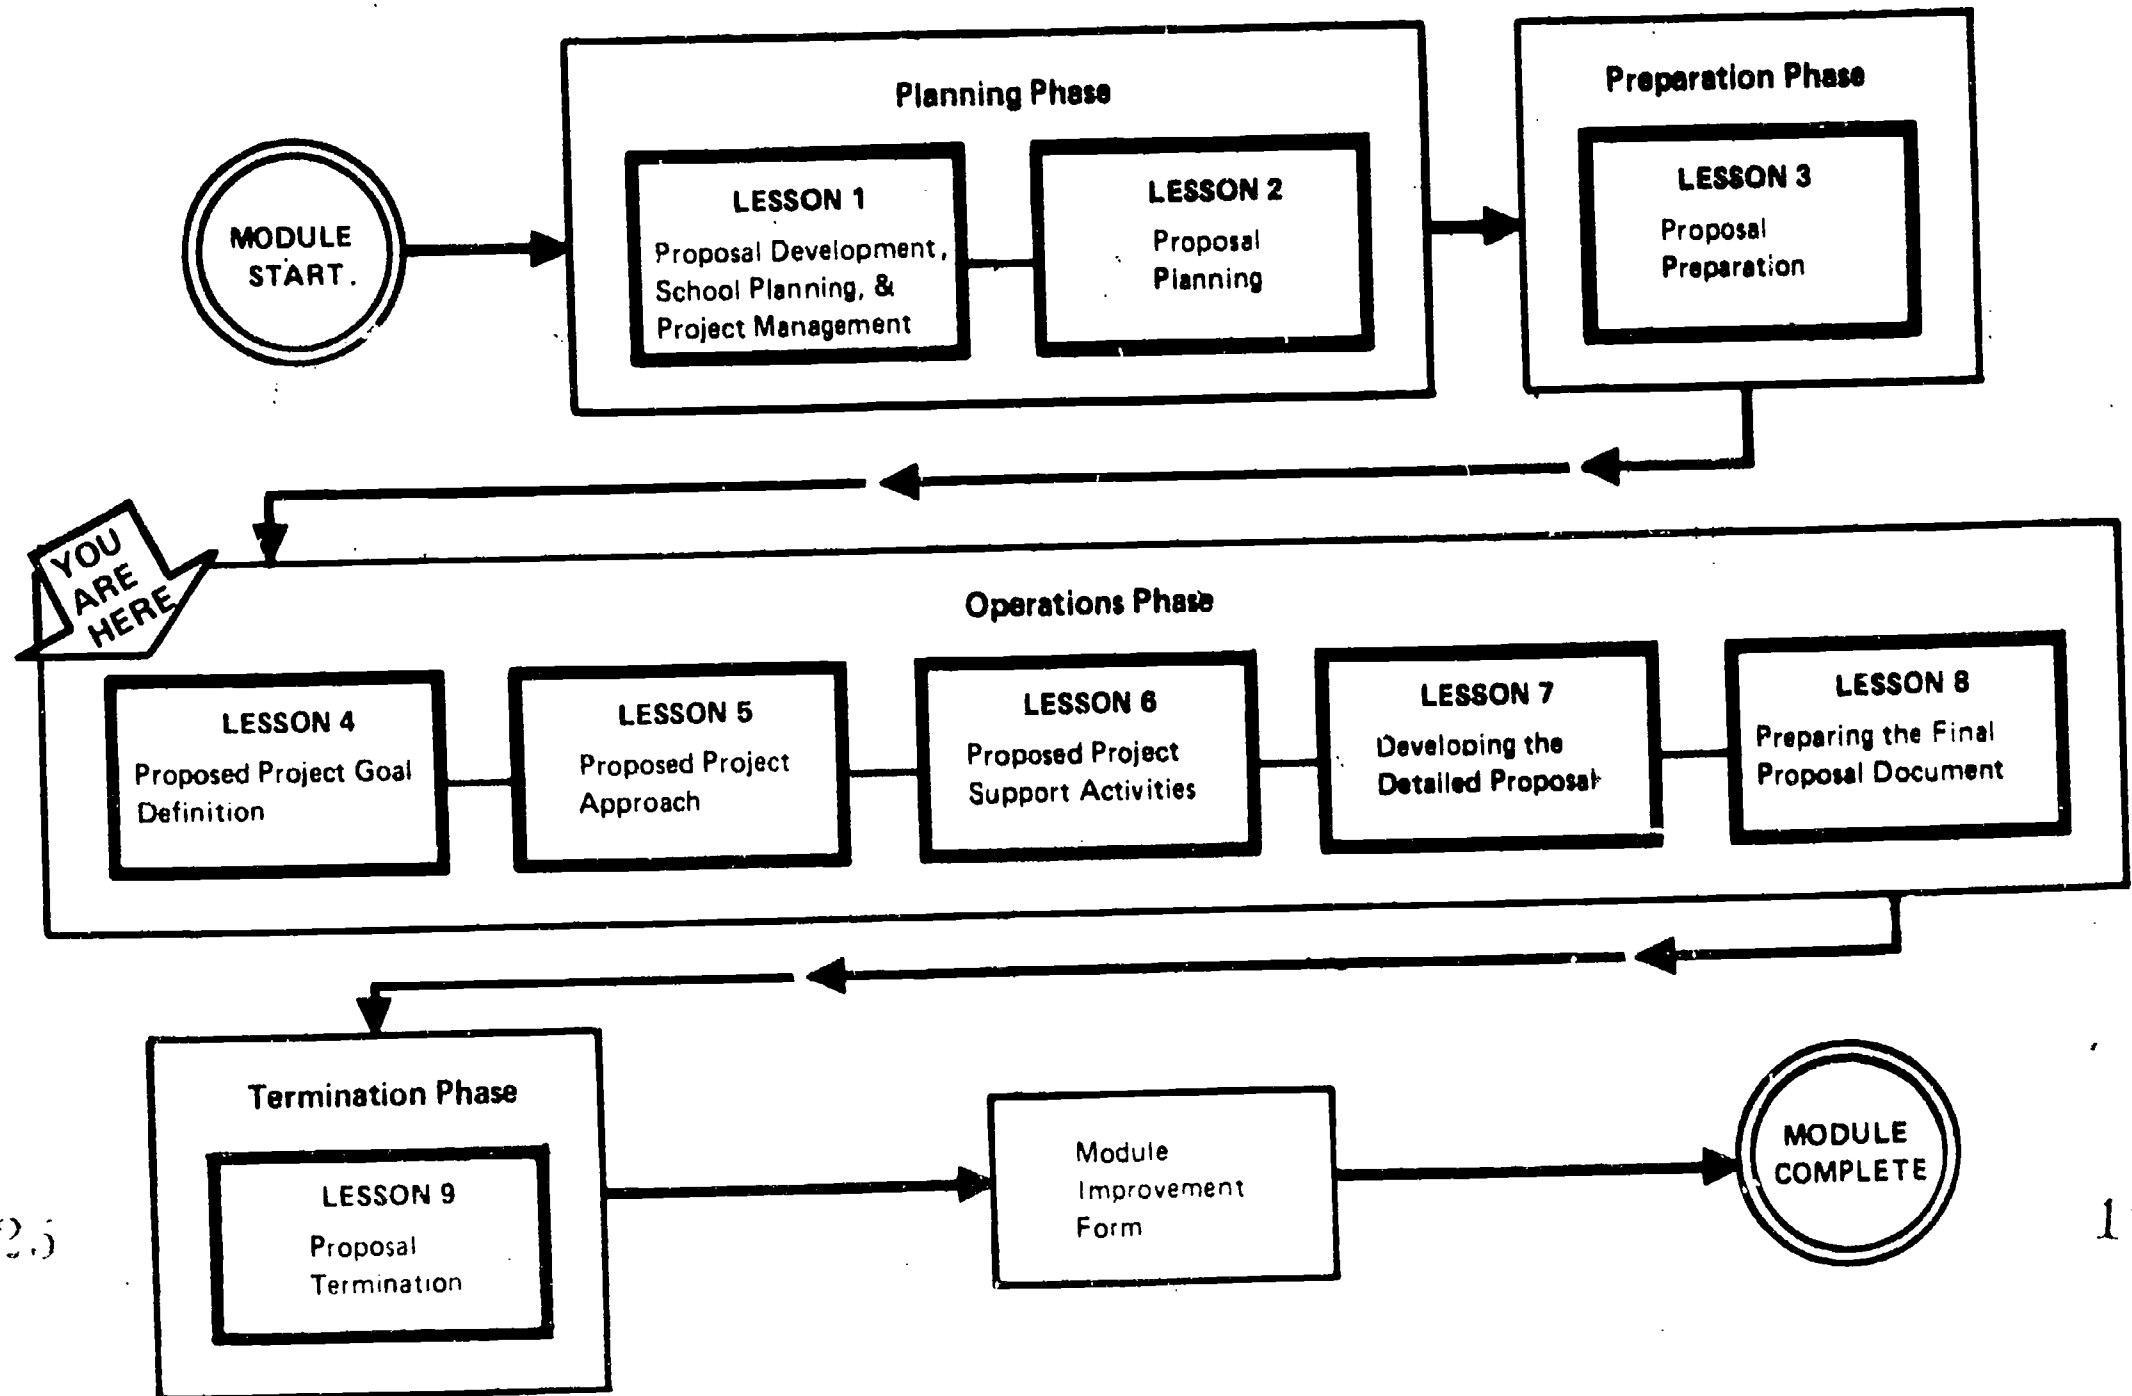 Planning Phase
Preparation Phase
MODULE
START.
LESSON 1
Proposal Development,
School Planning, &
Project Management
LESSON 2
Proposal
Planning
LESSON 3
Proposal
Preparation
YOU
ARE
HERE
Operations Phase
LESSON 4
Proposed Project Goal
Definition
LESSON 5
Proposed Project
Approach
LESSON 6
Proposed Project
Support Activities
LESSON 7
Developing the
Detailed Proposal
LESSON 8
Preparing the Final
Proposal Document
Termination Phase
LESSON 9
Proposal
Termination
Module
Improvement
Form
MODULE
COMPLETE
1